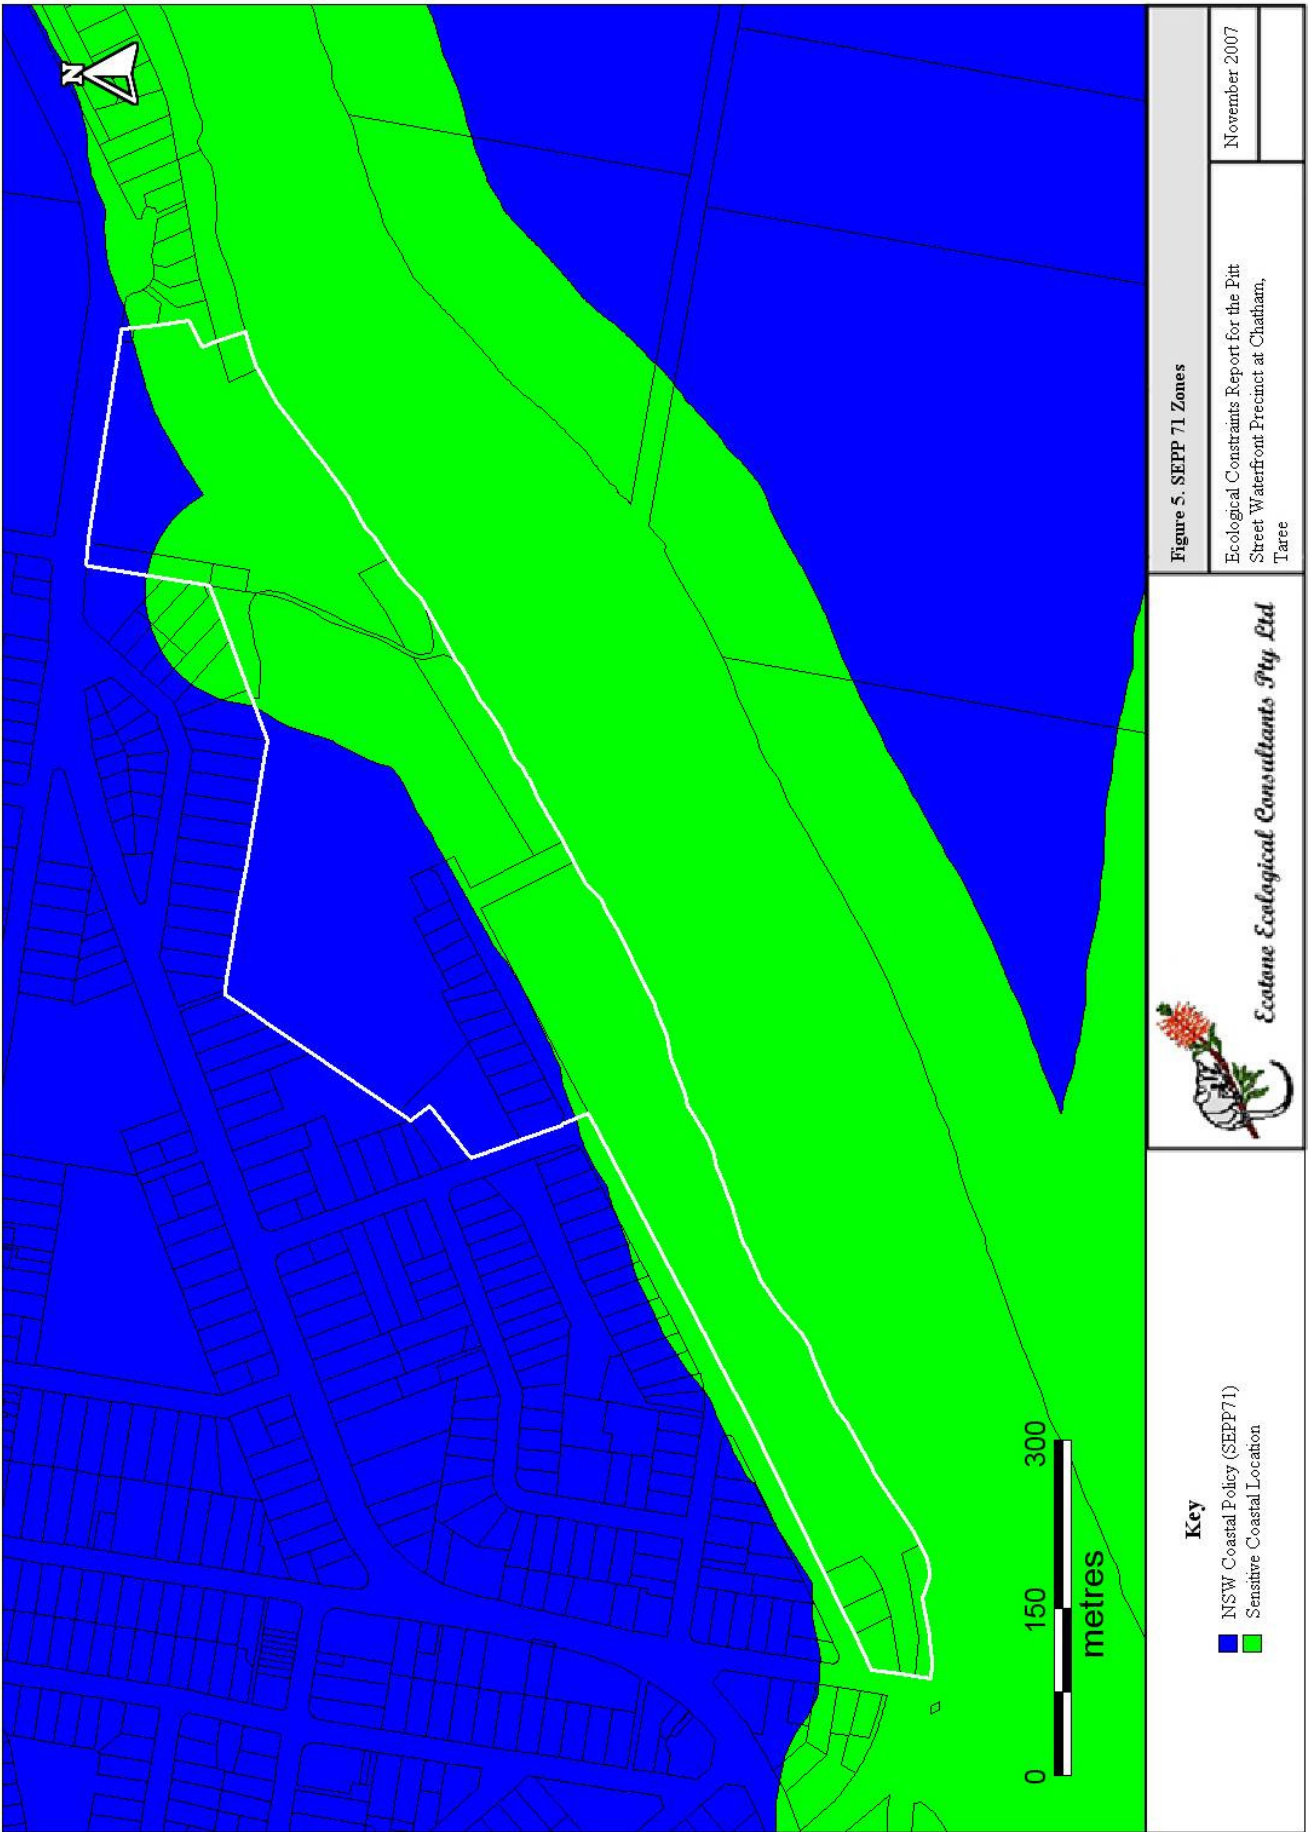 N
0 150 300
metres
Key
NSW Coastal Policy (SEPP71)
Sensitive Coastal Location
Ecotone Ecological Consultants Pty Ltd
Figure 5. SEPP 71 Zones
Ecological Constraints Report for the Pitt
Street Waterfront Precinct at Chatham,
Taree
November 2007